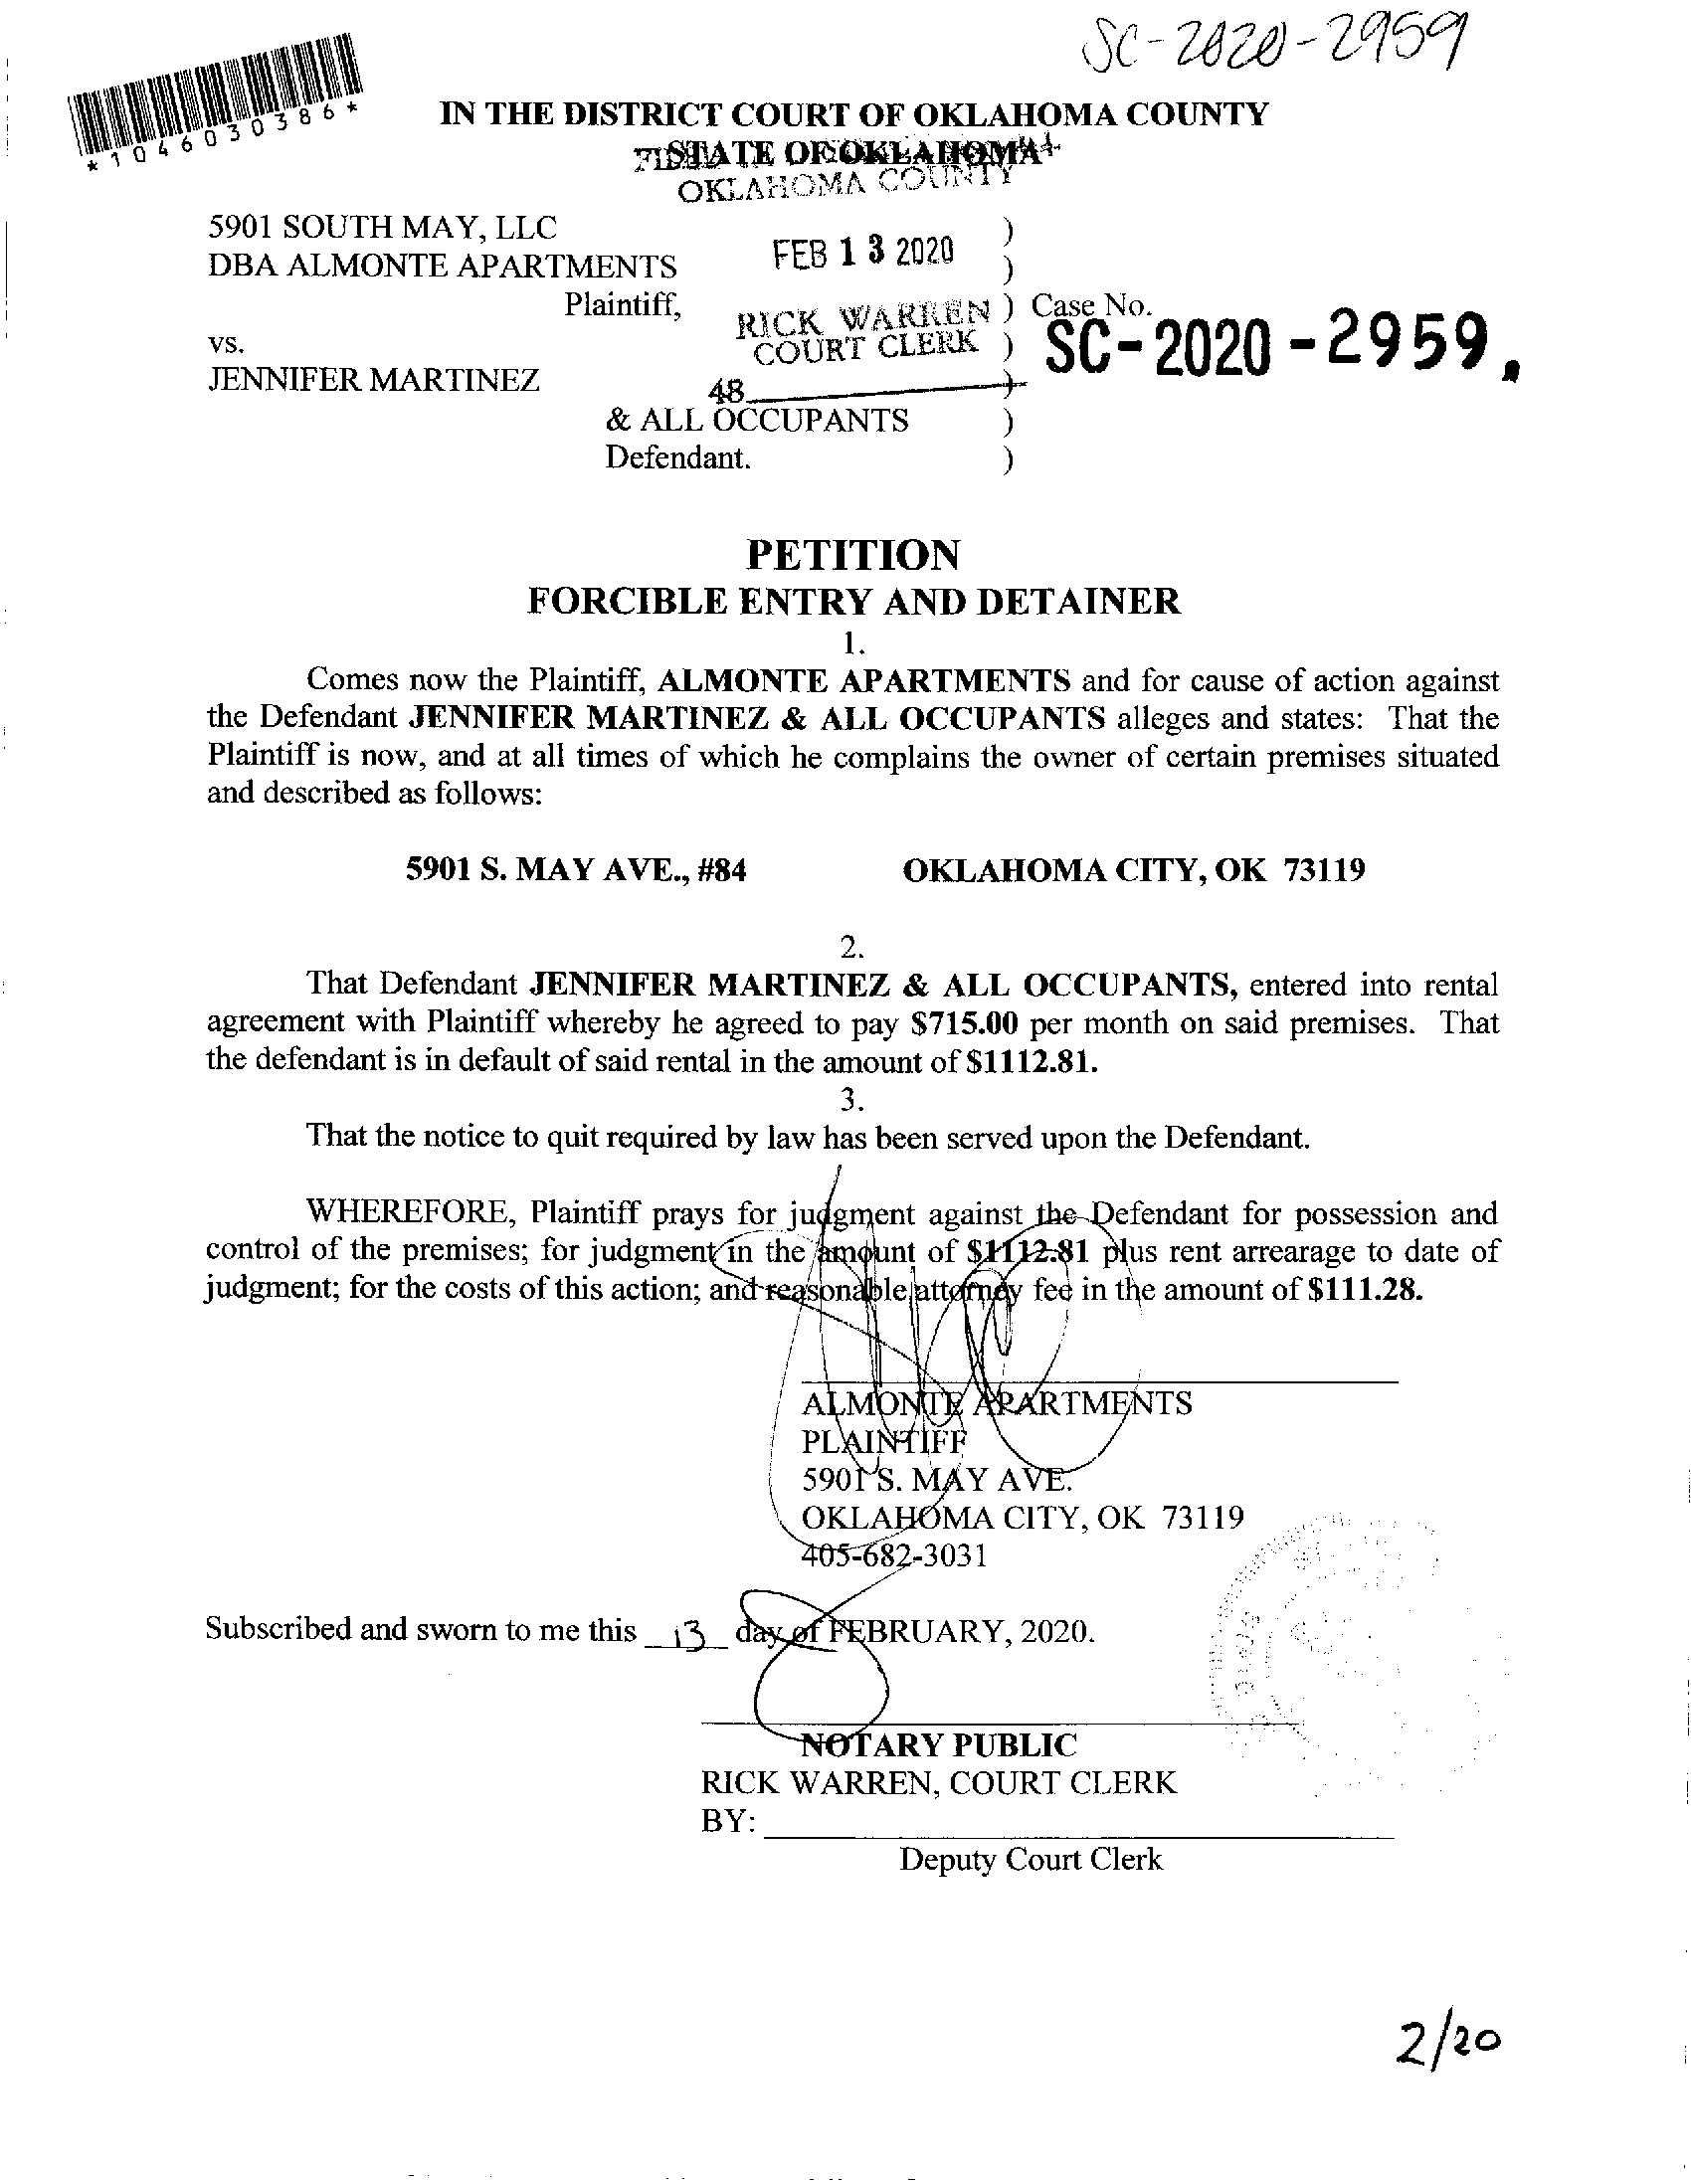 SC-2020-2959
*1046030386*
IN THE DISTRICT COURT OF OKLAHOMA COUNTY
STATE OF OKLAHOMA
OKLAHOMA COUNTY
5901 SOUTH MAY, LLC )
FEB 13 2020
DBA ALMONTE APARTMENTS )
Plaintiff, ) Case No.
RICK WARREN
SC-2020-2959,
vs. )
COURT CLERK
JENNIFER MARTINEZ )
48
& ALL OCCUPANTS )
Defendant. )
PETITION
FORCIBLE ENTRY AND DETAINER
1.
Comes now the Plaintiff, ALMONTE APARTMENTS and for cause of action against
the Defendant JENNIFER MARTINEZ & ALL OCCUPANTS alleges and states: That the
Plaintiff is now, and at all times of which he complains the owner of certain premises situated
and described as follows:
5901 S. MAY AVE., #84 OKLAHOMA CITY, OK 73119
2.
That Defendant JENNIFER MARTINEZ & ALL OCCUPANTS, entered into rental
agreement with Plaintiff whereby he agreed to pay $715.00 per month on said premises. That
the defendant is in default of said rental in the amount of $1112.81.
3.
That the notice to quit required by law has been served upon the Defendant.
WHEREFORE, Plaintiff prays for judgment against the Defendant for possession and
control of the premises; for judgment in the amount of $1112.81 plus rent arrearage to date of
judgment; for the costs of this action; and reasonable attorney fee in the amount of $111.28.
ALMONTE APARTMENTS
PLAINTIFF
5901 S. MAY AVE.
OKLAHOMA CITY, OK 73119
405-682-3031
Subscribed and sworn to me this 13 day of FEBRUARY, 2020.
NOTARY PUBLIC
RICK WARREN, COURT CLERK
BY:
Deputy Court Clerk
2/20